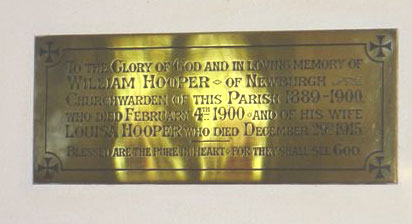 TO THE GLORY OF GOD AND IN LOVING MEMORY OF
WILLIAM HOOPER OF NEWBURGH
CHURCHWARDEN OF THIS PARISH 1889-1900,
WHO DIED FEBRUARY 4TH 1900 AND OF HIS WIFE
LOUISA HOOPER WHO DIED DECEMBER 29TH 1915.
BLESSED ARE THE PURE IN HEART FOR THEY SHALL SEE GOD.